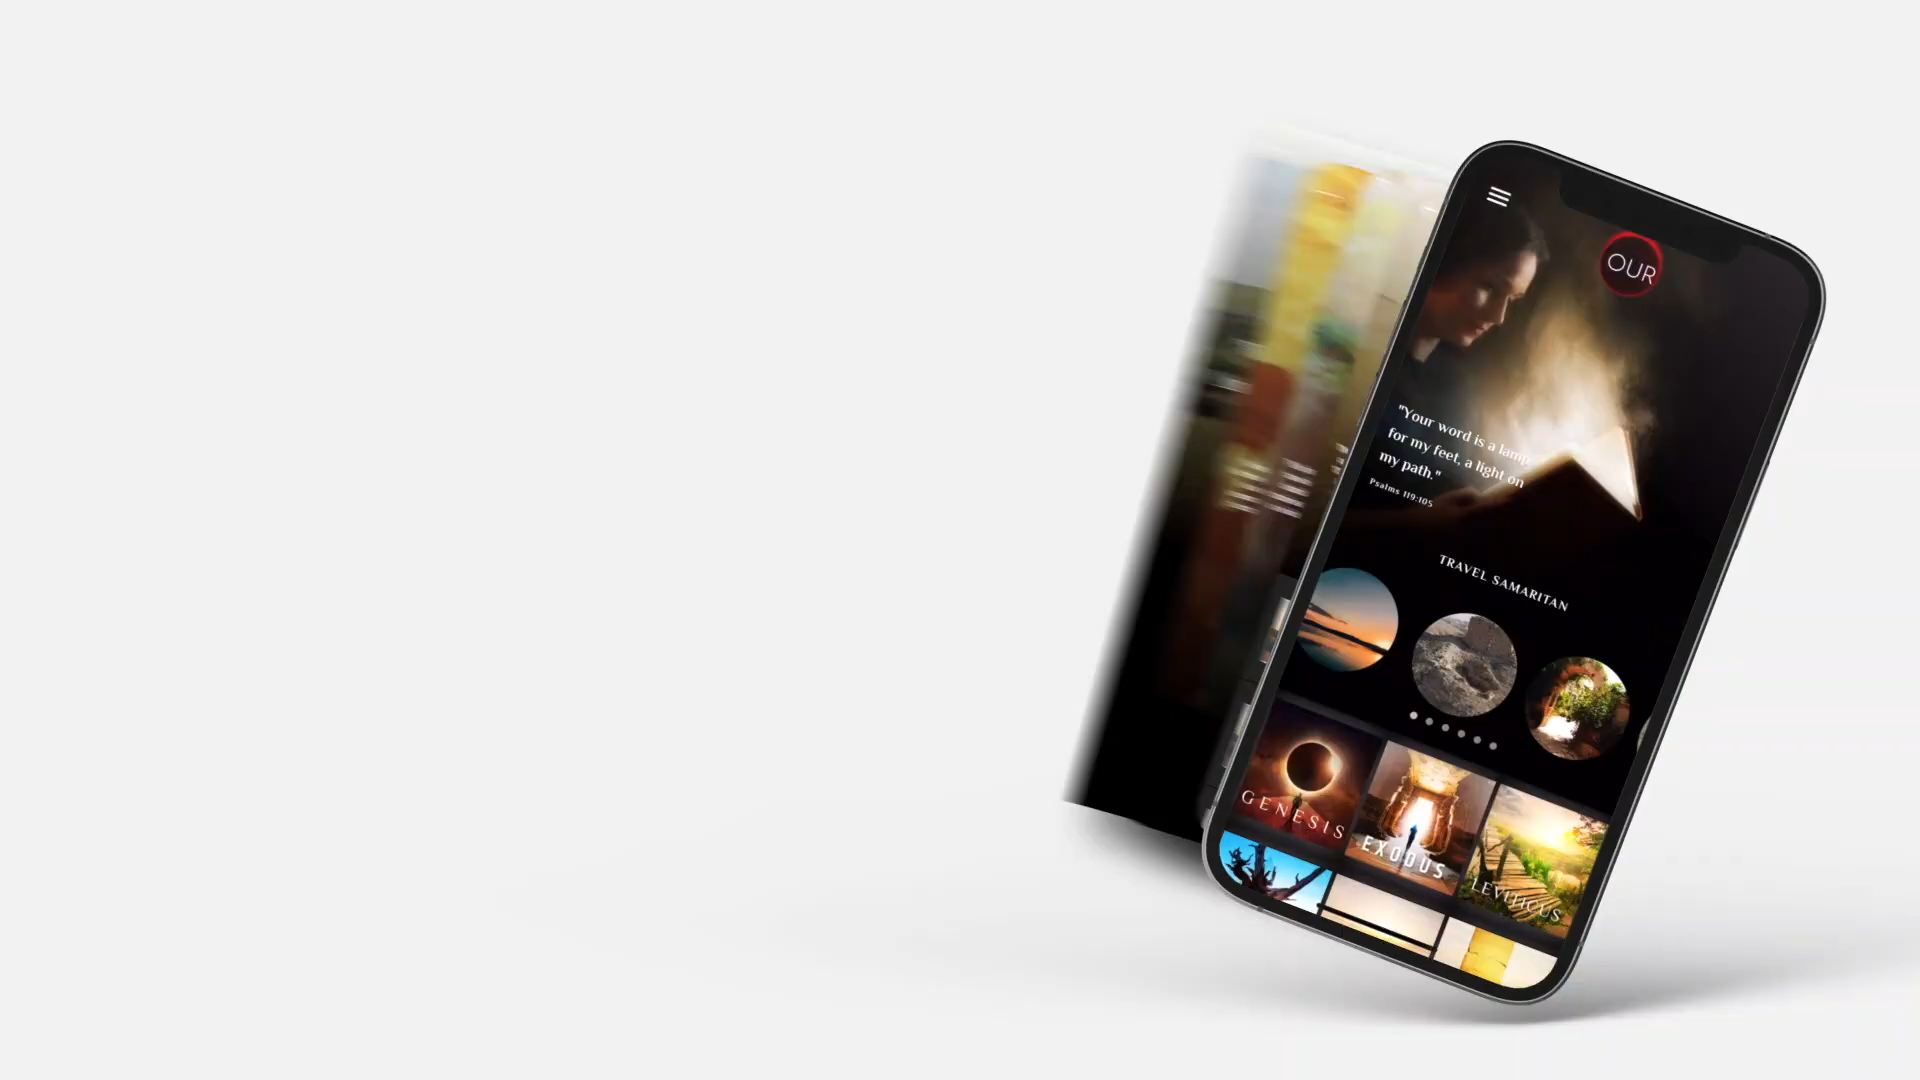 OUR
"Your word is a lamp
for my feet, a light on
my path."
Psalms 119:105
TRAVEL SAMARITAN
GENESIS
EXODUS
LEVITICUS